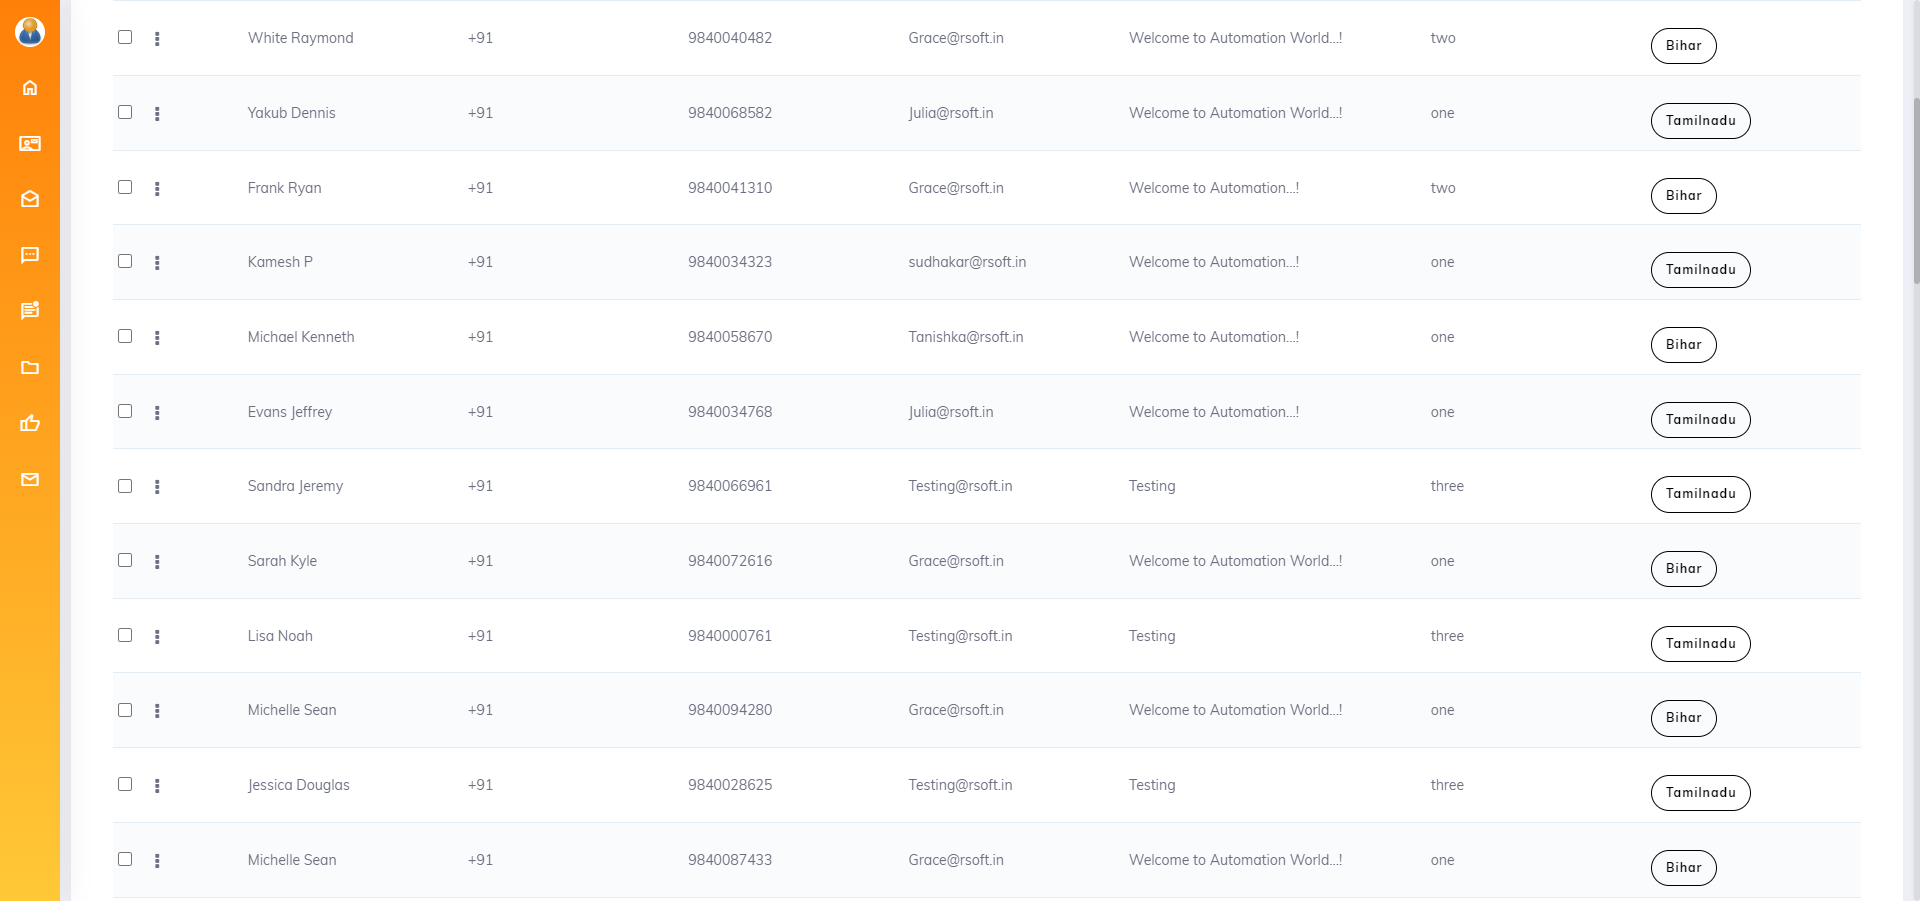 White Raymond +91 9840040482 Grace@rsoft.in Welcome to Automation World...! two Bihar
Yakub Dennis +91 9840068582 Julia@rsoft.in Welcome to Automation World...! one Tamilnadu
Frank Ryan +91 9840041310 Grace@rsoft.in Welcome to Automation...! two Bihar
Kamesh P +91 9840034323 sudhakar@rsoft.in Welcome to Automation...! one Tamilnadu
Michael Kenneth +91 9840058670 Tanishka@rsoft.in Welcome to Automation...! one Bihar
Evans Jeffrey +91 9840034768 Julia@rsoft.in Welcome to Automation...! one Tamilnadu
Sandra Jeremy +91 9840066961 Testing@rsoft.in Testing three Tamilnadu
Sarah Kyle +91 9840072616 Grace@rsoft.in Welcome to Automation World...! one Bihar
Lisa Noah +91 9840000761 Testing@rsoft.in Testing three Tamilnadu
Michelle Sean +91 9840094280 Grace@rsoft.in Welcome to Automation World...! one Bihar
Jessica Douglas +91 9840028625 Testing@rsoft.in Testing three Tamilnadu
Michelle Sean +91 9840087433 Grace@rsoft.in Welcome to Automation World...! one Bihar